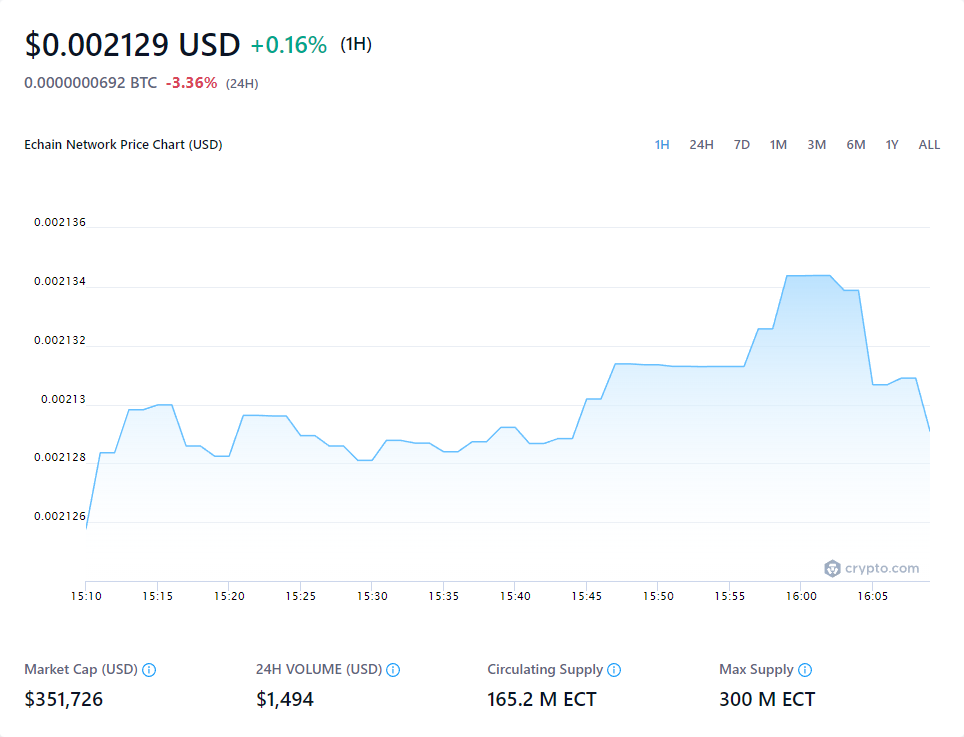 $0.002129 USD +0.16% (1H)
0.0000000692 BTC -3.36% (24H)
Echain Network Price Chart (USD) 1H 24H 7D 1M 3M 6M 1Y ALL
0.002136
0.002134
0.002132
0.00213
0.002128
0.002126
crypto.com
15:10 15:15 15:20 15:25 15:30 15:35 15:40 15:45 15:50 15:55 16:00 16:05
Market Cap (USD) 24H VOLUME (USD) Circulating Supply Max Supply
$351,726 $1,494 165.2 M ECT 300 M ECT